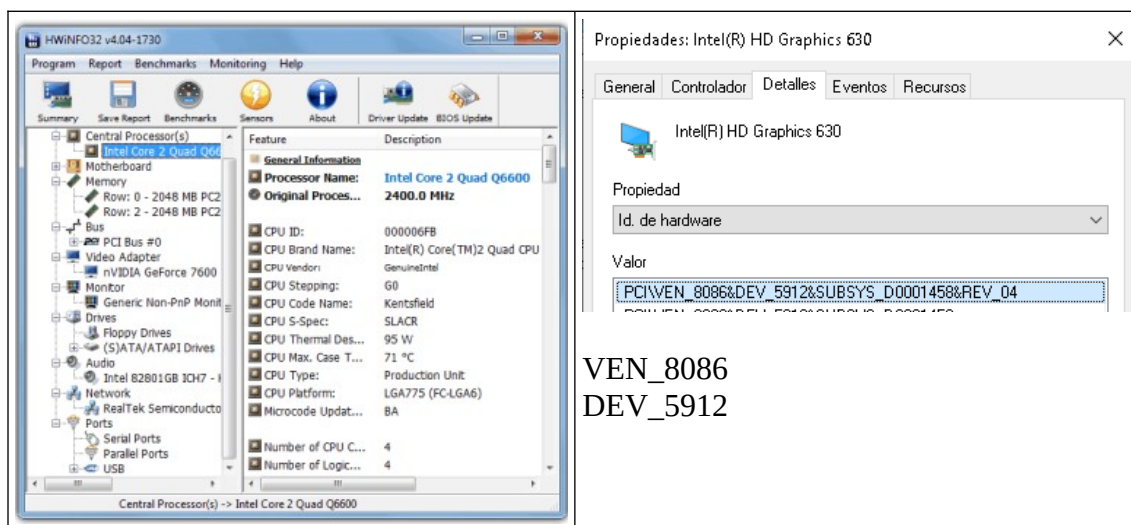 HWiNFO32 v4.04-1730
Program Report Benchmarks Monitoring Help
Summary Save Report Benchmarks Sensors About Driver Update BIOS Update
Central Processor(s)
Intel Core 2 Quad Q66
Motherboard
Memory
Row: 0 - 2048 MB PC2
Row: 2 - 2048 MB PC2
Bus
PCI Bus #0
Video Adapter
nVIDIA GeForce 7600
Monitor
Generic Non-PnP Monit
Drives
Floppy Drives
(S)ATA/ATAPI Drives
Audio
Intel 82801GB ICH7 -
Network
RealTek Semiconducto
Ports
Serial Ports
Parallel Ports
USB
Feature Description
General Information
Processor Name: Intel Core 2 Quad Q6600
Original Proces... 2400.0 MHz
CPU ID: 000006FB
CPU Brand Name: Intel(R) Core(TM)2 Quad CPU
CPU Vendor: GenuineIntel
CPU Stepping: G0
CPU Code Name: Kentsfield
CPU S-Spec: SLACR
CPU Thermal Des... 95 W
CPU Max. Case T... 71 °C
CPU Type: Production Unit
CPU Platform: LGA775 (FC-LGA6)
Microcode Updat... BA
Number of CPU C... 4
Number of Logic... 4
Central Processor(s) -> Intel Core 2 Quad Q6600
Propiedades: Intel(R) HD Graphics 630
General Controlador Detalles Eventos Recursos
Intel(R) HD Graphics 630
Propiedad
Id. de hardware
Valor
PCI\VEN_8086&DEV_5912&SUBSYS_D0001458&REV_04
VEN_8086
DEV_5912